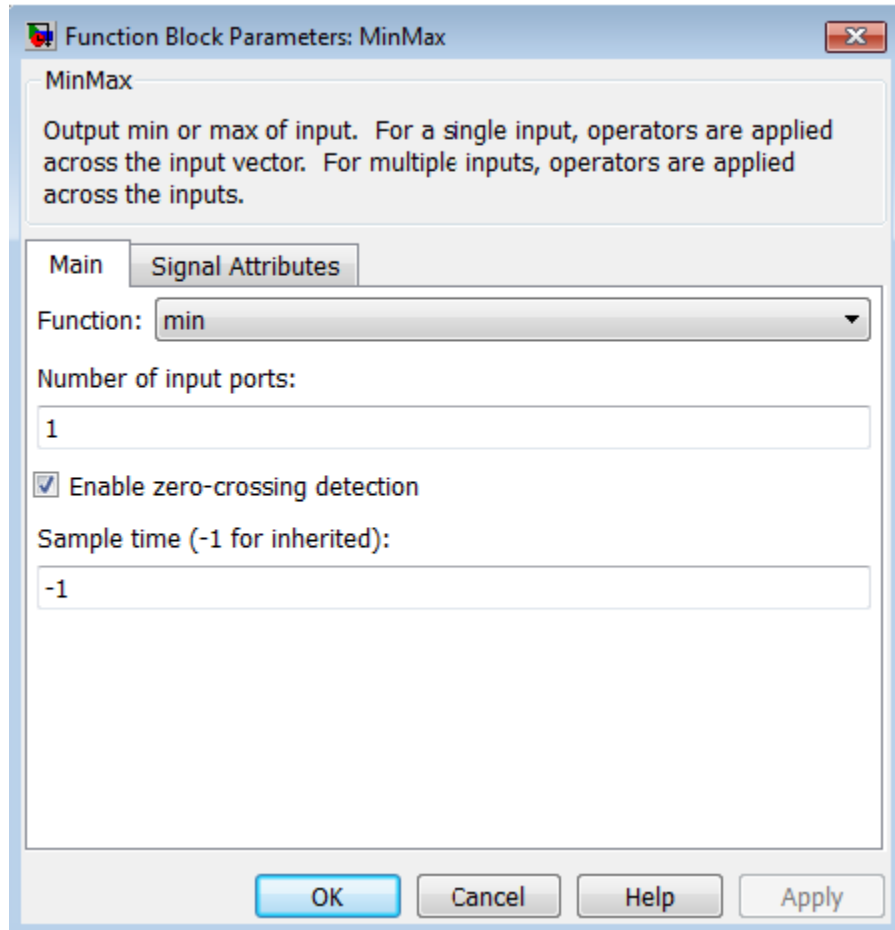 Function Block Parameters: MinMax
MinMax
Output min or max of input. For a single input, operators are applied
across the input vector. For multiple inputs, operators are applied
across the inputs.
Main
Signal Attributes
Function: min
Number of input ports:
1
Enable zero-crossing detection
Sample time (-1 for inherited):
-1
OK
Cancel
Help
Apply